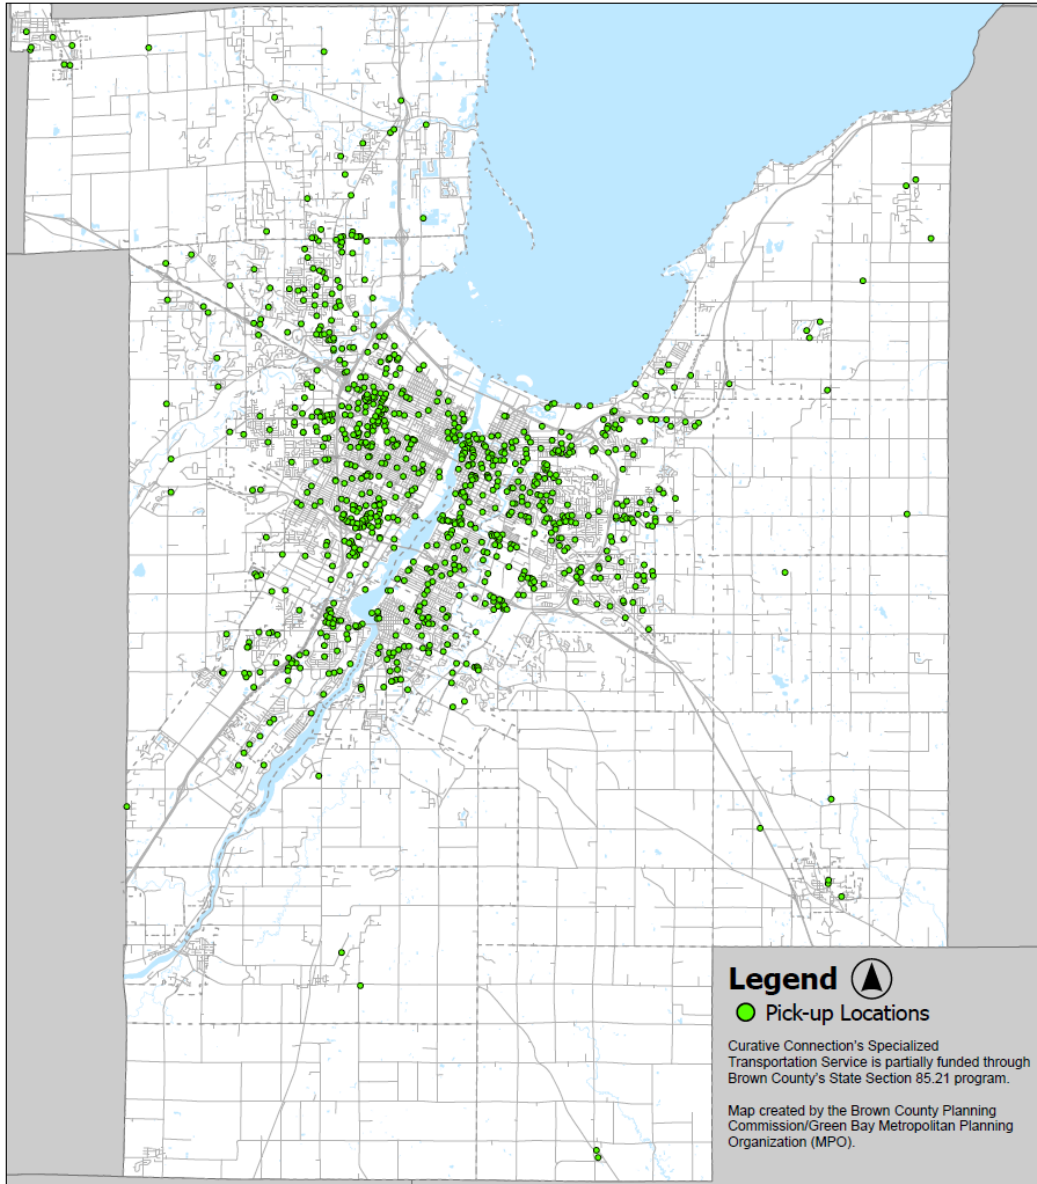 Legend
Pick-up Locations
Curative Connection's Specialized
Transportation Service is partially funded through
Brown County's State Section 85.21 program.
Map created by the Brown County Planning
Commission/Green Bay Metropolitan Planning
Organization (MPO).